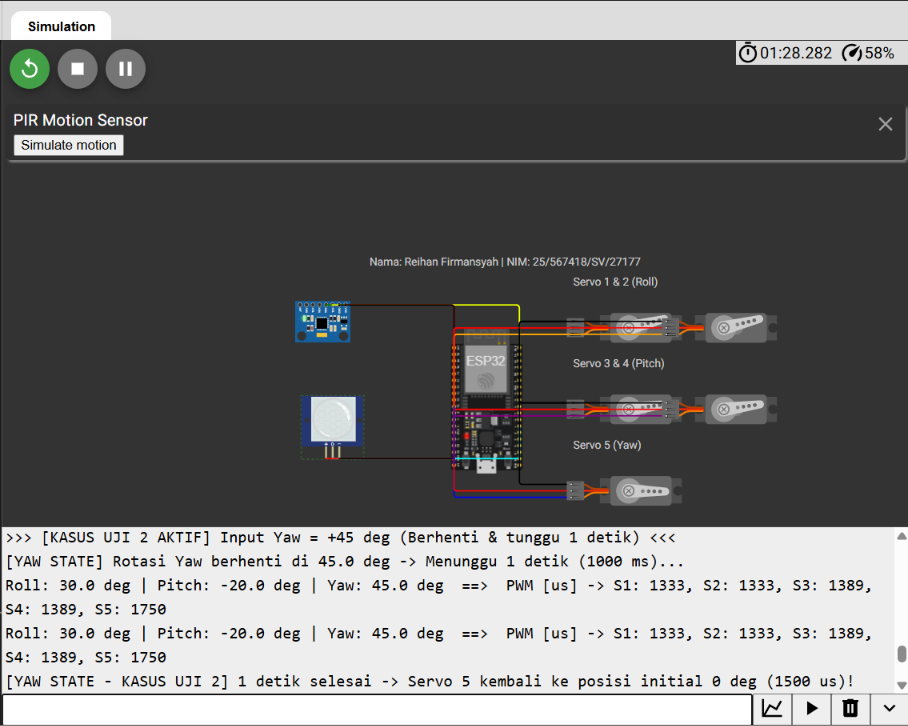 Simulation
01:28.282 58%
PIR Motion Sensor
Simulate motion
Nama: Reihan Firmansyah | NIM: 25/567418/SV/27177
Servo 1 & 2 (Roll)
ESP32
Servo 3 & 4 (Pitch)
Servo 5 (Yaw)
>>> [KASUS UJI 2 AKTIF] Input Yaw = +45 deg (Berhenti & tunggu 1 detik) <<<
[YAW STATE] Rotasi Yaw berhenti di 45.0 deg -> Menunggu 1 detik (1000 ms)...
Roll: 30.0 deg | Pitch: -20.0 deg | Yaw: 45.0 deg  ==>  PWM [us] -> S1: 1333, S2: 1333, S3: 1389,
S4: 1389, S5: 1750
Roll: 30.0 deg | Pitch: -20.0 deg | Yaw: 45.0 deg  ==>  PWM [us] -> S1: 1333, S2: 1333, S3: 1389,
S4: 1389, S5: 1750
[YAW STATE - KASUS UJI 2] 1 detik selesai -> Servo 5 kembali ke posisi initial 0 deg (1500 us)!